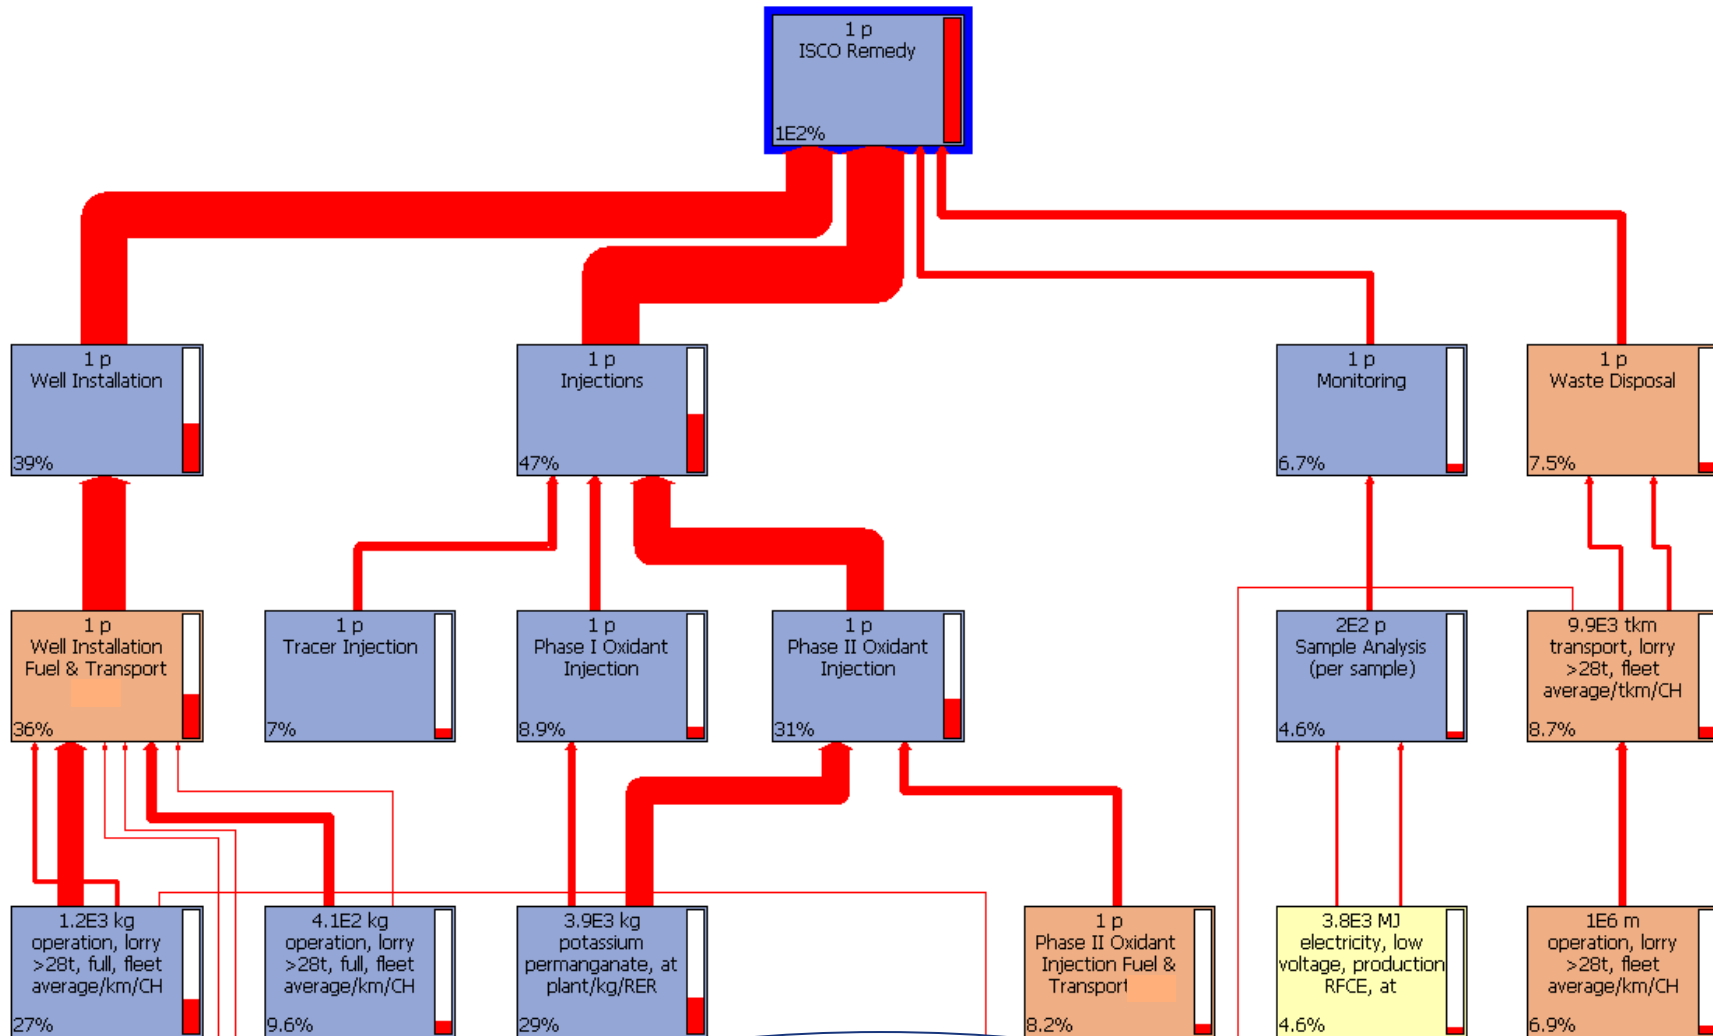 1 p
ISCO Remedy
1E2%
1 p
Well Installation
39%
1 p
Injections
47%
1 p
Monitoring
6.7%
1 p
Waste Disposal
7.5%
1 p
Well Installation
Fuel & Transport
36%
1 p
Tracer Injection
7%
1 p
Phase I Oxidant
Injection
8.9%
1 p
Phase II Oxidant
Injection
31%
2E2 p
Sample Analysis
(per sample)
4.6%
9.9E3 tkm
transport, lorry
>28t, fleet
average/tkm/CH
8.7%
1.2E3 kg
operation, lorry
>28t, full, fleet
average/km/CH
27%
4.1E2 kg
operation, lorry
>28t, full, fleet
average/km/CH
9.6%
3.9E3 kg
potassium
permanganate, at
plant/kg/RER
29%
1 p
Phase II Oxidant
Injection Fuel &
Transport
8.2%
3.8E3 MJ
electricity, low
voltage, production
RFCE, at
4.6%
1E6 m
operation, lorry
>28t, fleet
average/km/CH
6.9%